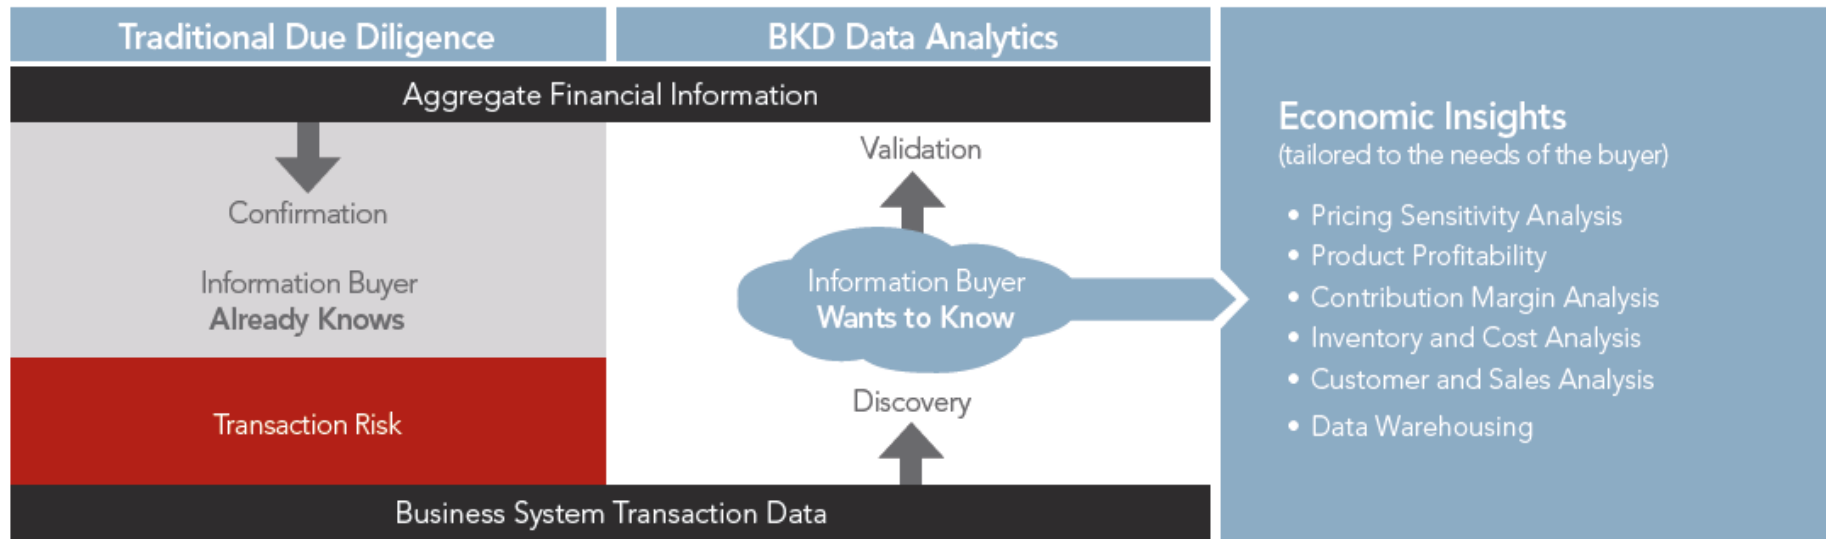 Traditional Due Diligence
BKD Data Analytics
Aggregate Financial Information
Confirmation
Information Buyer
Already Knows
Transaction Risk
Validation
Information Buyer
Wants to Know
Discovery
Business System Transaction Data
Economic Insights
(tailored to the needs of the buyer)
• Pricing Sensitivity Analysis
• Product Profitability
• Contribution Margin Analysis
• Inventory and Cost Analysis
• Customer and Sales Analysis
• Data Warehousing